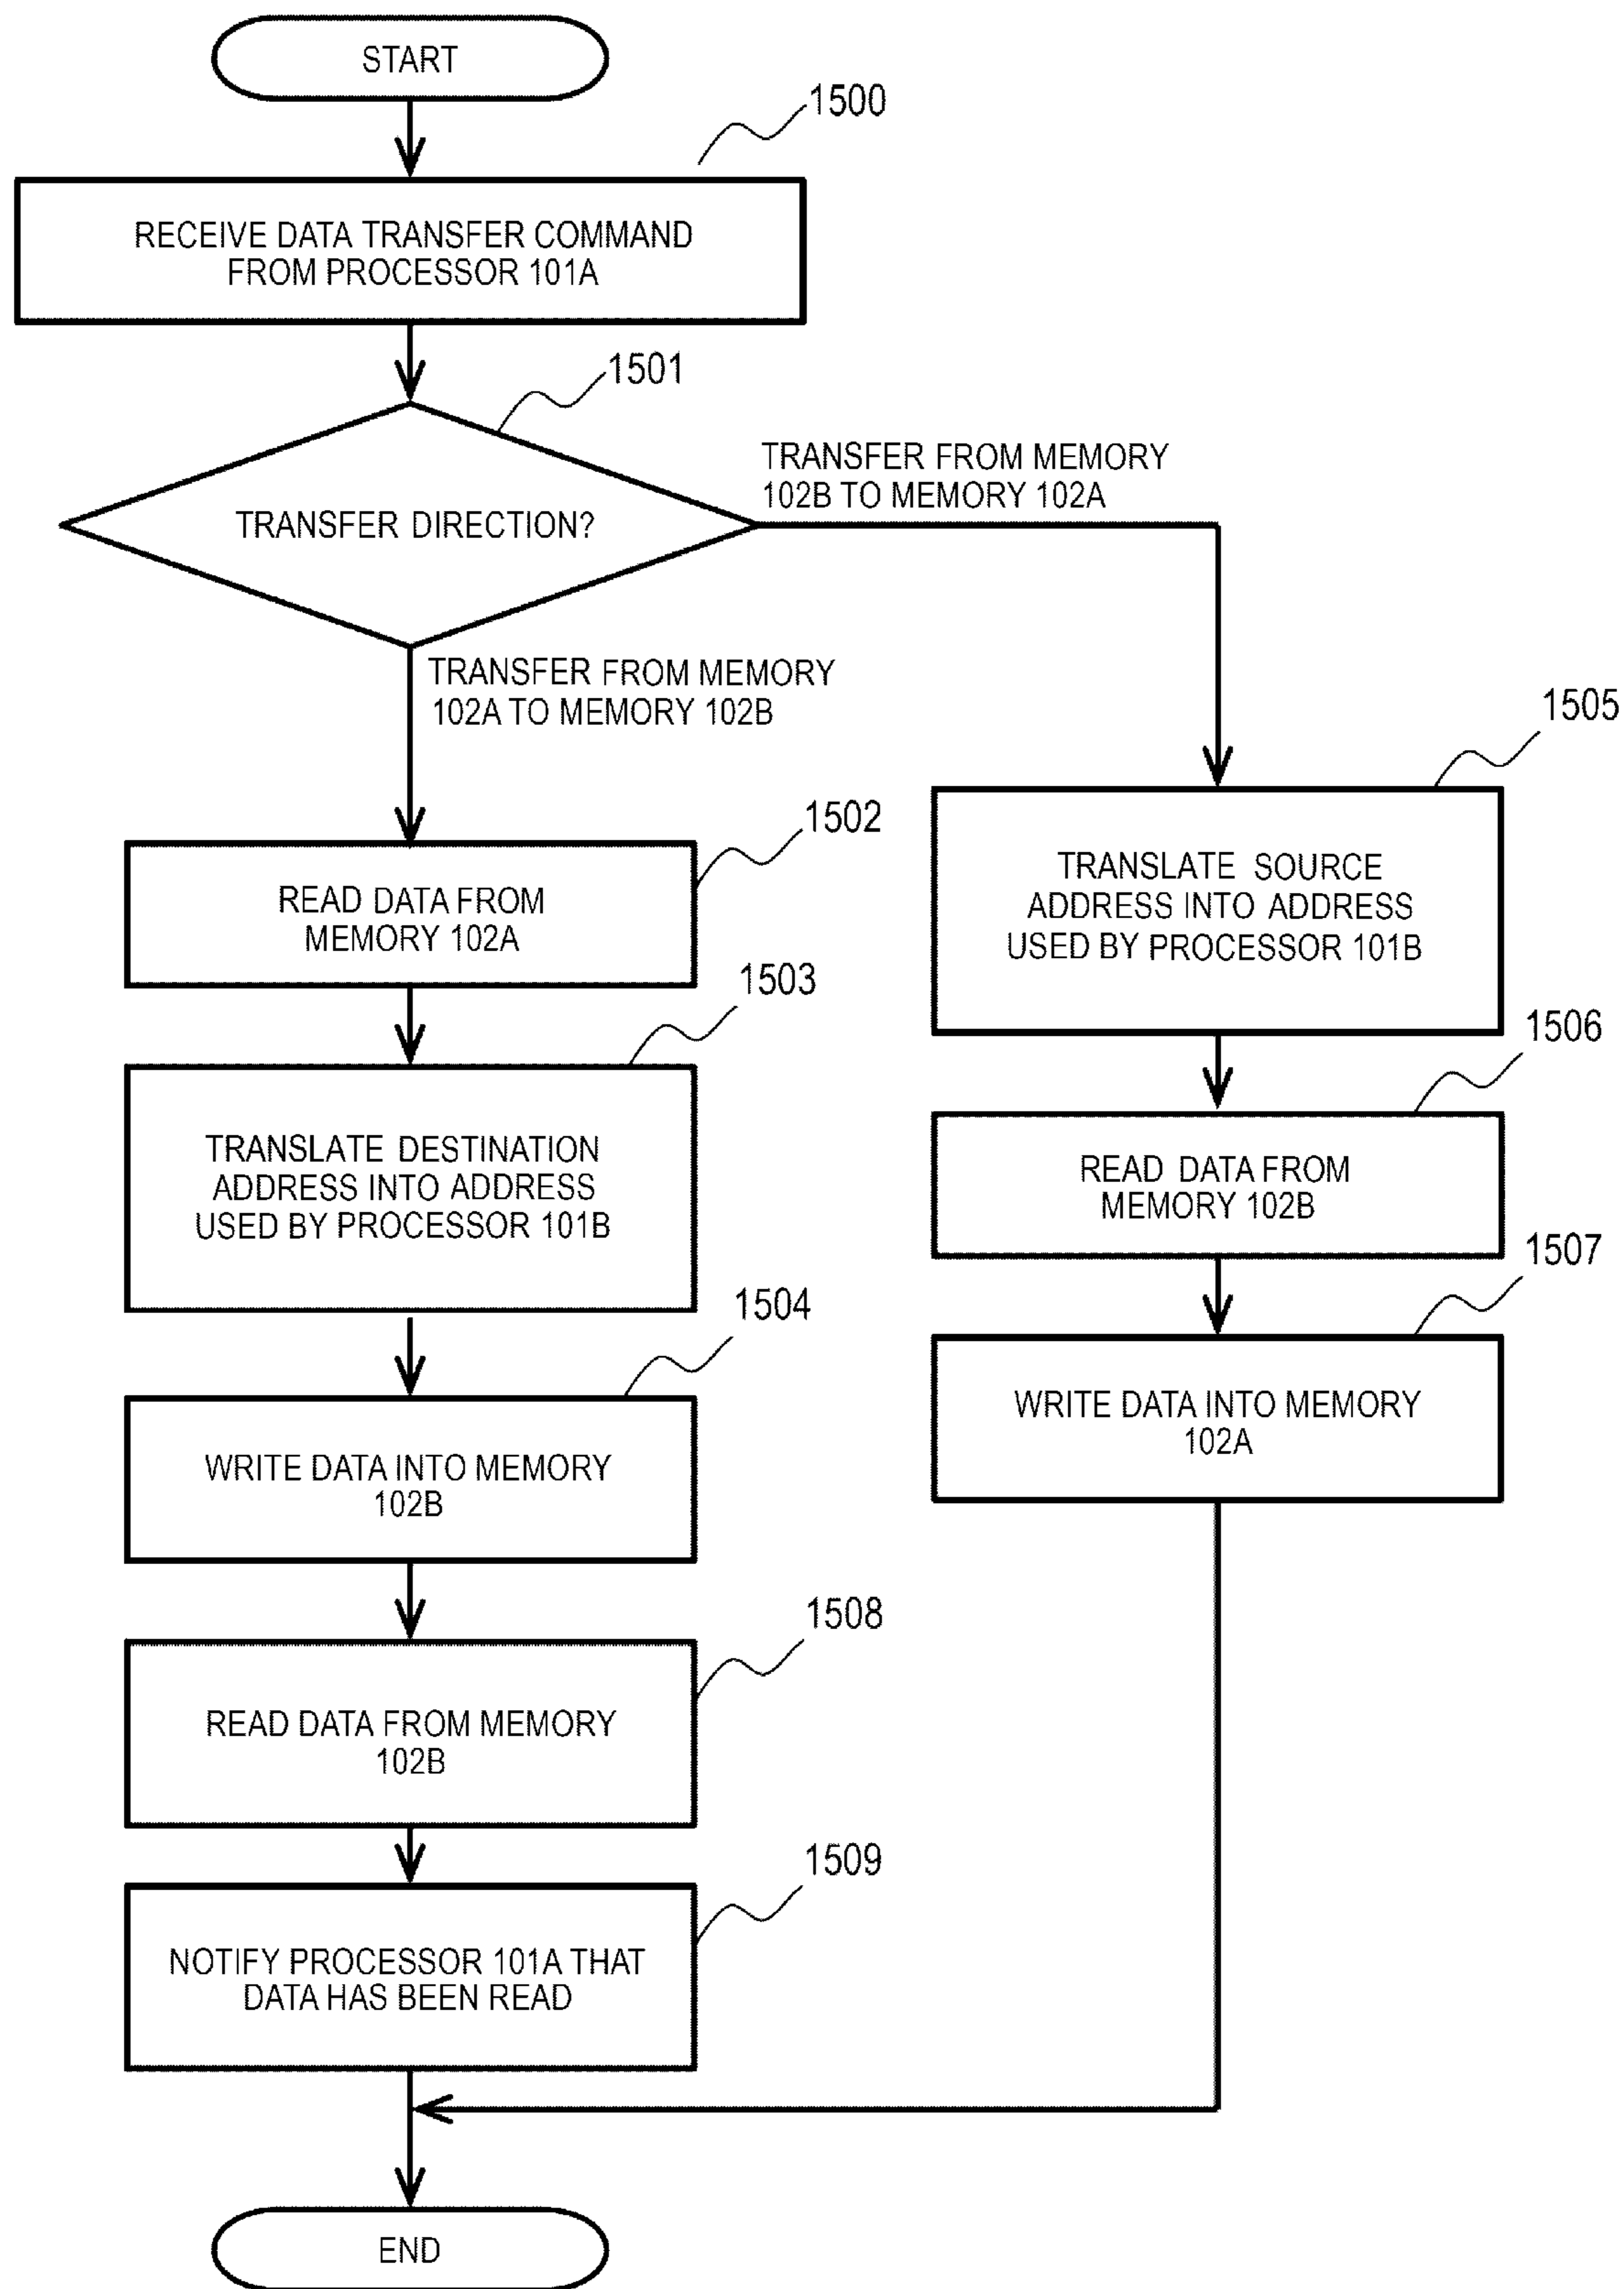 START
1500
RECEIVE DATA TRANSFER COMMAND
FROM PROCESSOR 101A
1501
TRANSFER DIRECTION?
TRANSFER FROM MEMORY
102B TO MEMORY 102A
TRANSFER FROM MEMORY
102A TO MEMORY 102B
1502
READ DATA FROM
MEMORY 102A
1503
TRANSLATE DESTINATION
ADDRESS INTO ADDRESS
USED BY PROCESSOR 101B
1504
WRITE DATA INTO MEMORY
102B
1508
READ DATA FROM MEMORY
102B
1509
NOTIFY PROCESSOR 101A THAT
DATA HAS BEEN READ
1505
TRANSLATE SOURCE
ADDRESS INTO ADDRESS
USED BY PROCESSOR 101B
1506
READ DATA FROM
MEMORY 102B
1507
WRITE DATA INTO MEMORY
102A
END